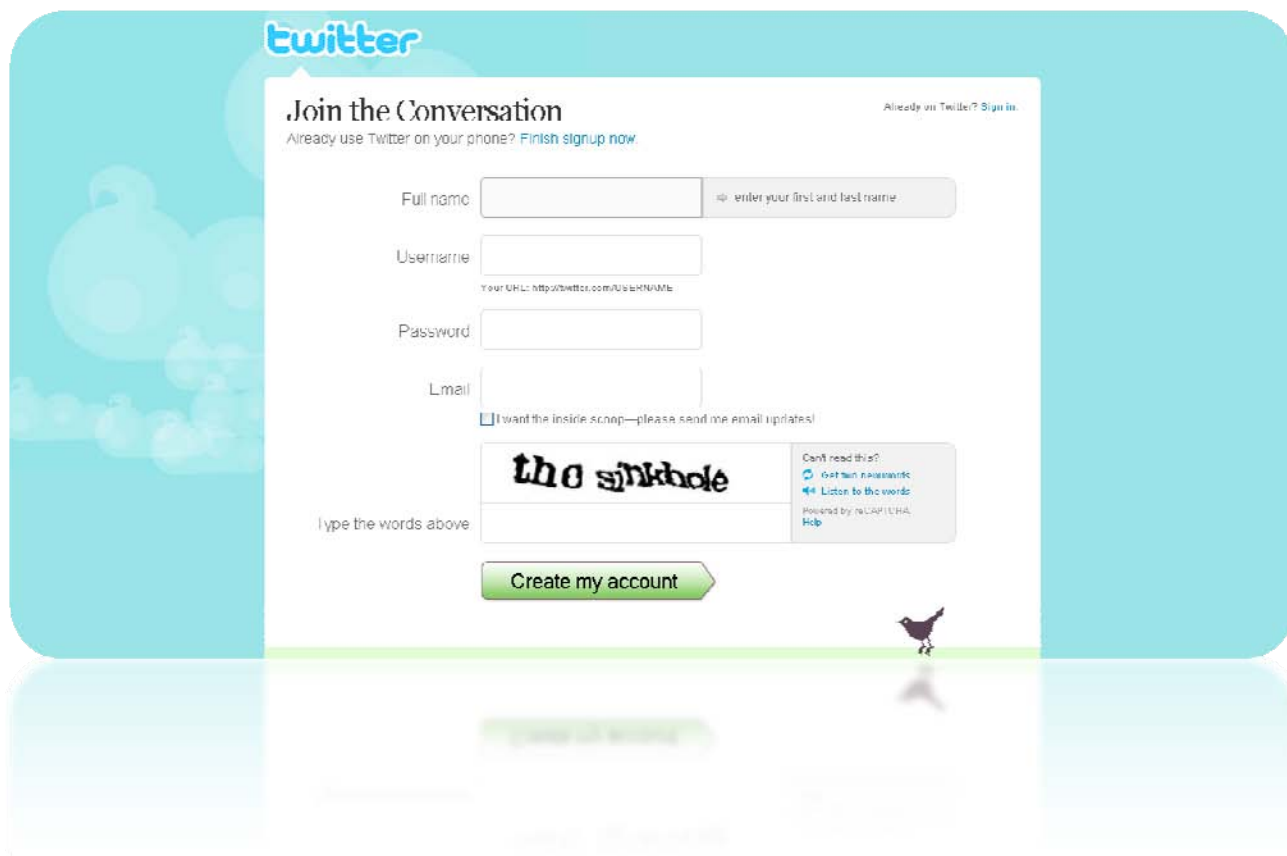 twitter
Join the Conversation
Already on Twitter? Sign in.
Already use Twitter on your phone? Finish signup now.
Full name
enter your first and last name
Username
Your URL: http://twitter.com/USERNAME
Password
Email
I want the inside scoop—please send me email updates!
the sinkhole
Can't read this?
Get two new words
Listen to the words
Powered by reCAPTCHA.
Help
Type the words above
Create my account